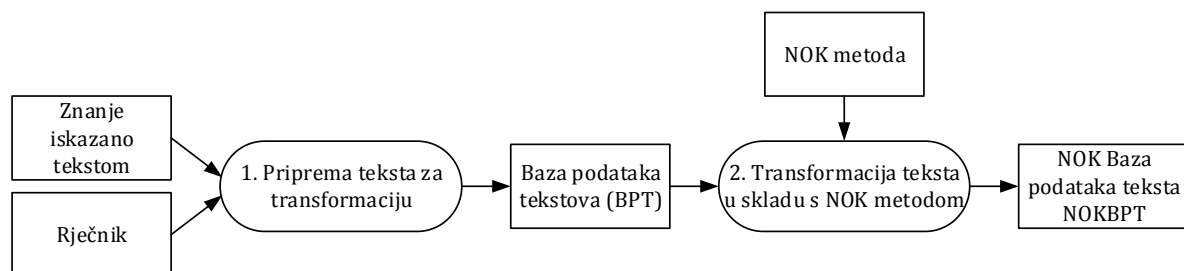 NOK metoda
Znanje
iskazano
tekstom
Rječnik
1. Priprema teksta za
transformaciju
Baza podataka
tekstova (BPT)
2. Transformacija teksta
u skladu s NOK metodom
NOK Baza
podataka teksta
NOKBPT